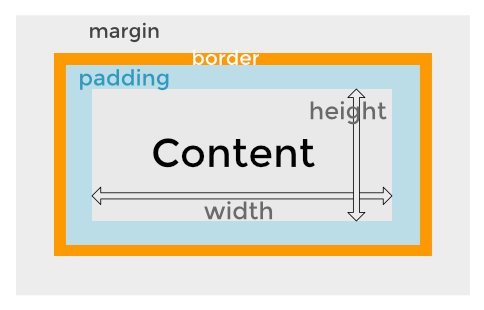 margin
border
padding
height
Content
width